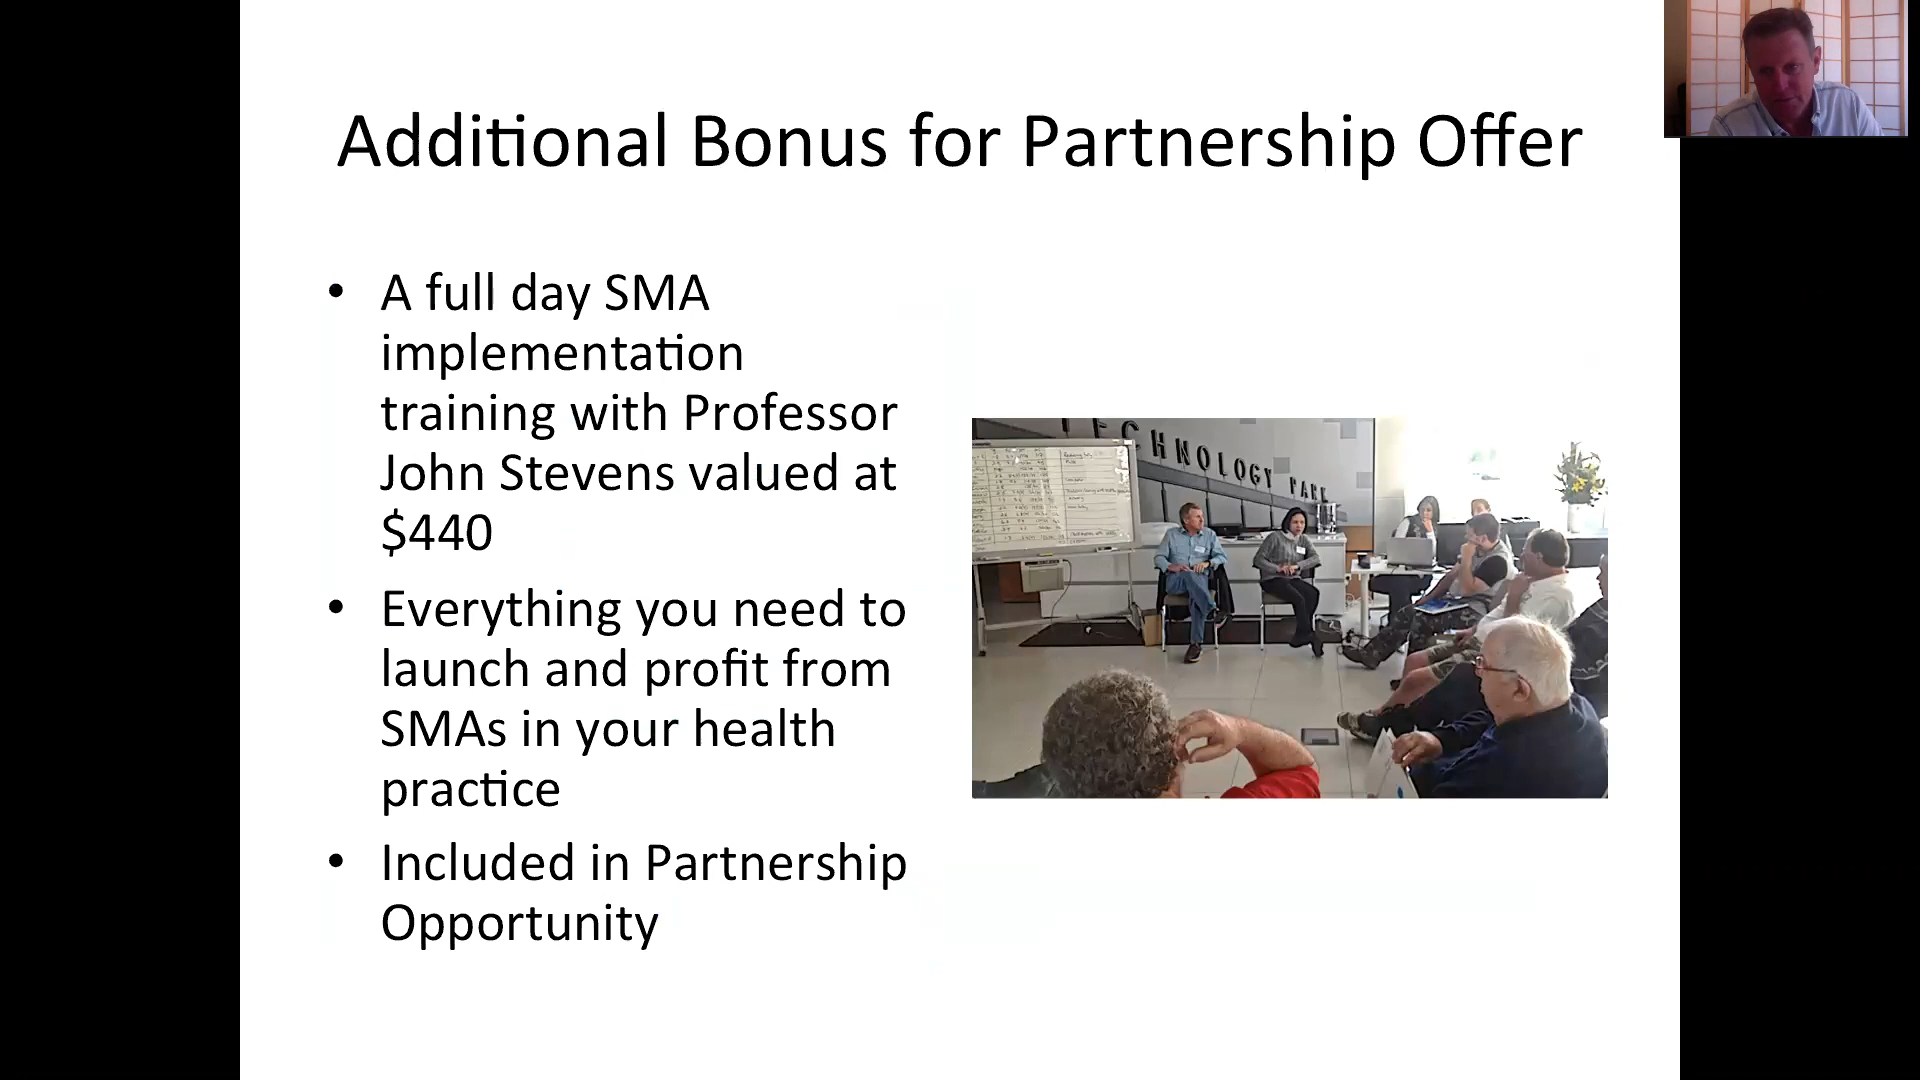 Additional Bonus for Partnership Offer
• A full day SMA
implementation
training with Professor
John Stevens valued at
$440
• Everything you need to
launch and profit from
SMAs in your health
practice
• Included in Partnership
Opportunity
TECHNOLOGY PARK